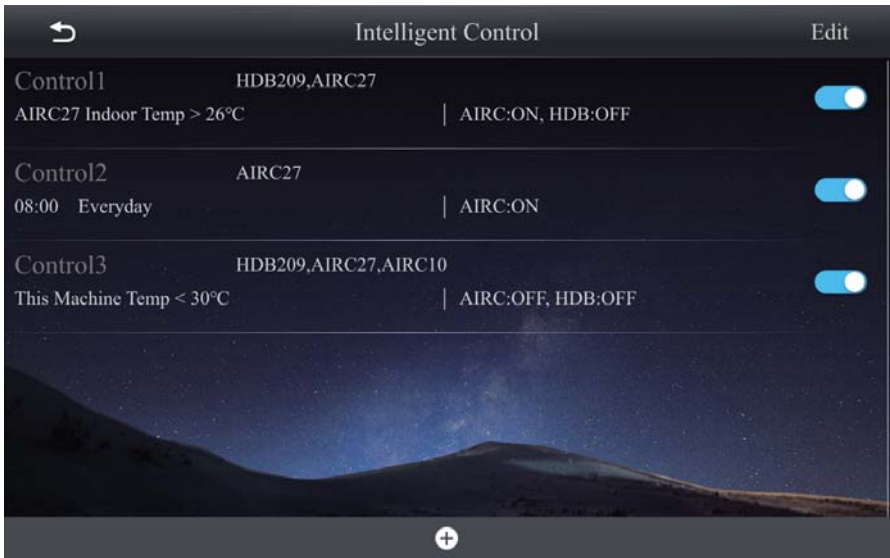 Intelligent Control Edit
Control1 HDB209,AIRC27
AIRC27 Indoor Temp > 26℃ | AIRC:ON, HDB:OFF
Control2 AIRC27
08:00 Everyday | AIRC:ON
Control3 HDB209,AIRC27,AIRC10
This Machine Temp < 30℃ | AIRC:OFF, HDB:OFF